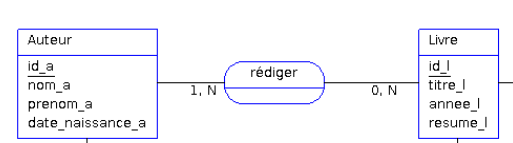 Auteur
id_a
nom_a
prenom_a
date_naissance_a
1, N
rédiger
0, N
Livre
id_l
titre_l
annee_l
resume_l